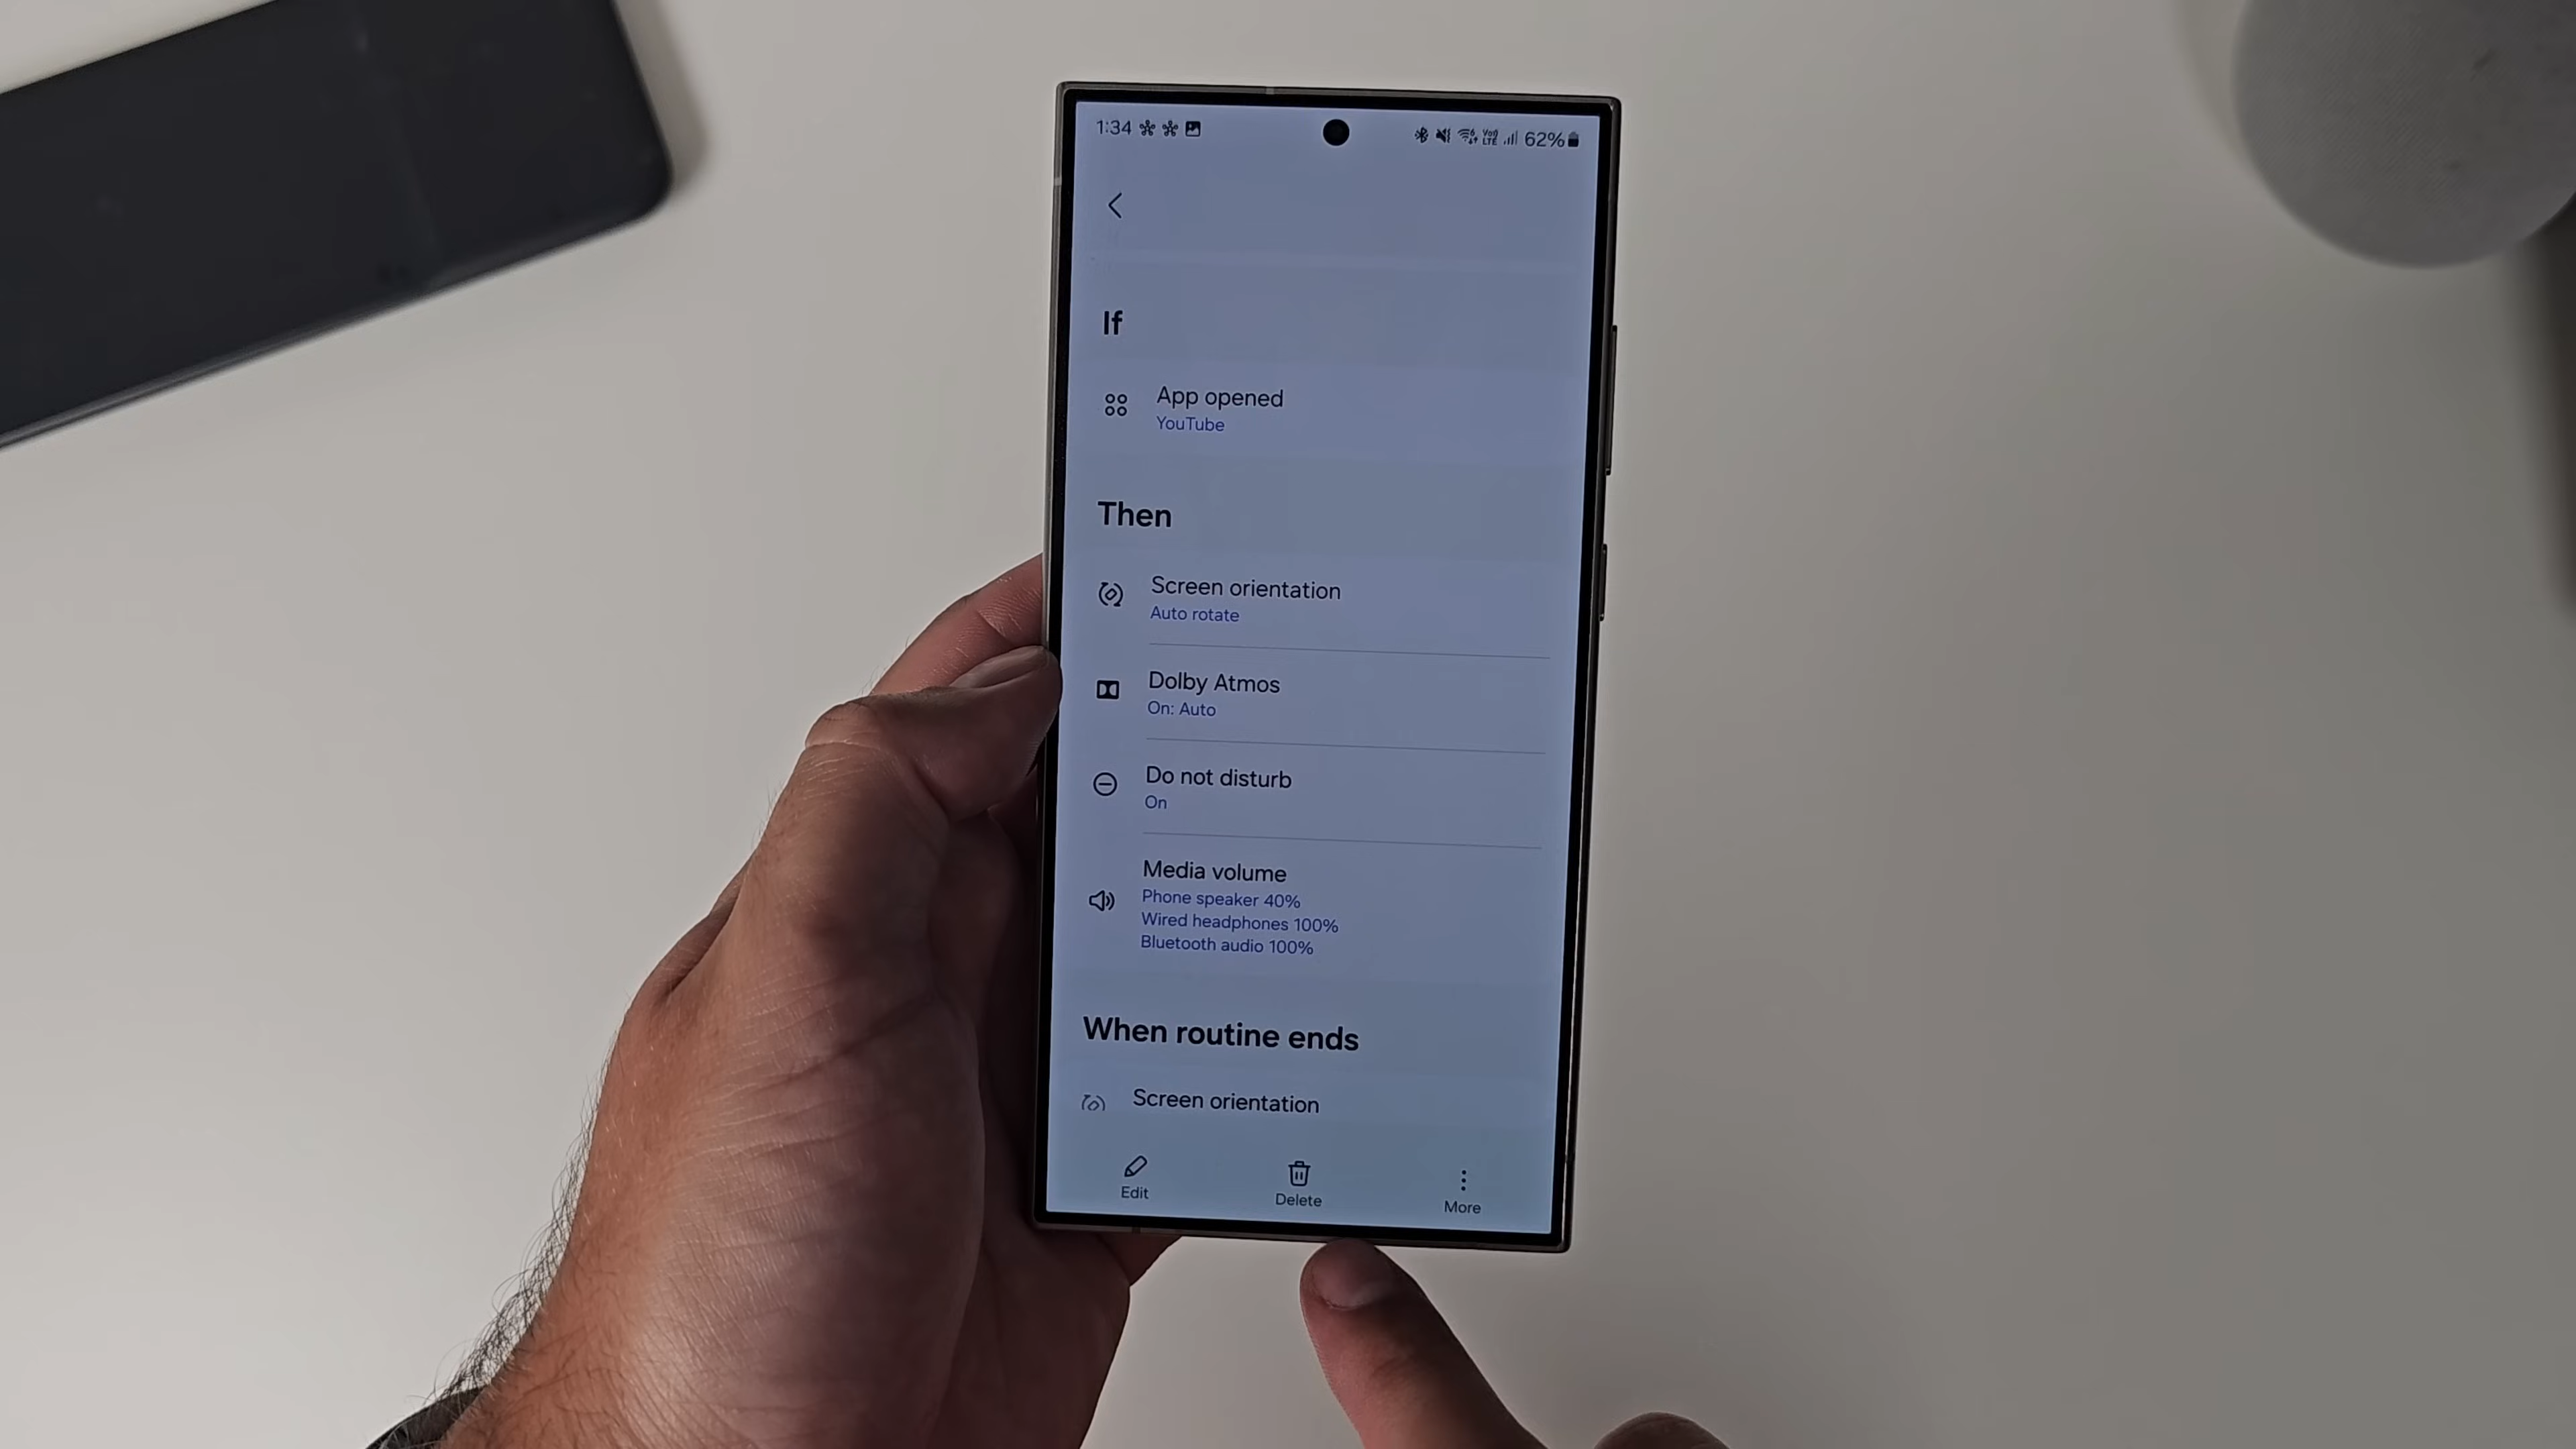 1:34
62%
If
App opened
YouTube
Then
Screen orientation
Auto rotate
Dolby Atmos
On: Auto
Do not disturb
On
Media volume
Phone speaker 40%
Wired headphones 100%
Bluetooth audio 100%
When routine ends
Screen orientation
Edit
Delete
More